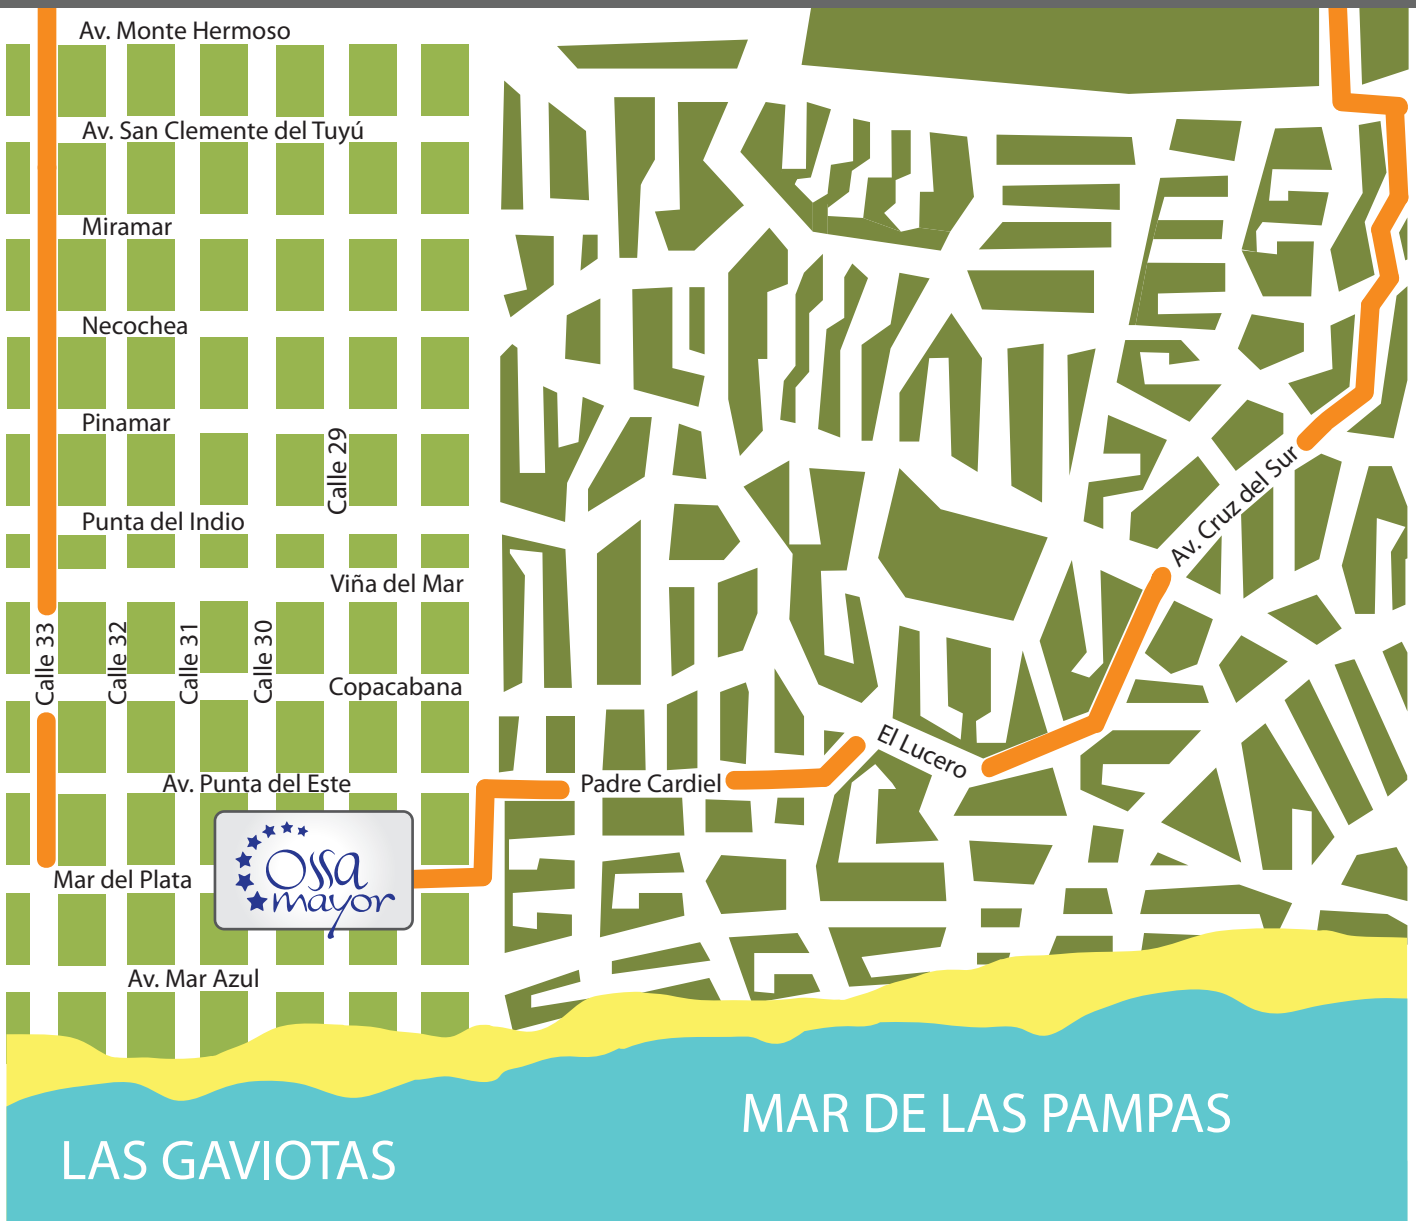 Av. Monte Hermoso
Av. San Clemente del Tuyú
Miramar
Necochea
Pinamar
Calle 29
Punta del Indio
Av. Cruz del Sur
Viña del Mar
Calle 33
Calle 32
Calle 31
Calle 30
Copacabana
El Lucero
Av. Punta del Este
Padre Cardiel
Ossa
mayor
Mar del Plata
Av. Mar Azul
MAR DE LAS PAMPAS
LAS GAVIOTAS